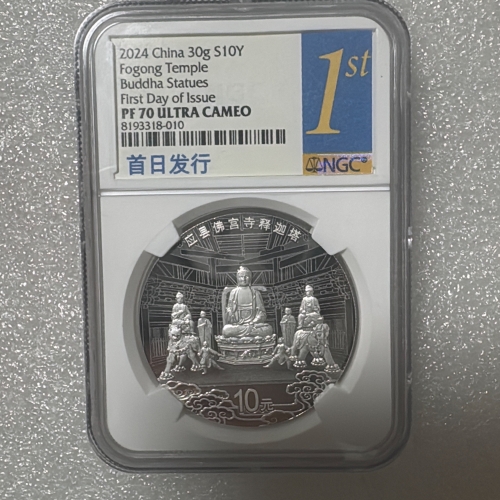 2024 China 30g S10Y
Fogong Temple
Buddha Statues
First Day of Issue
PF 70 ULTRA CAMEO
8193318-010
首日发行
1st
NGC
应县佛宫寺释迦塔
10元